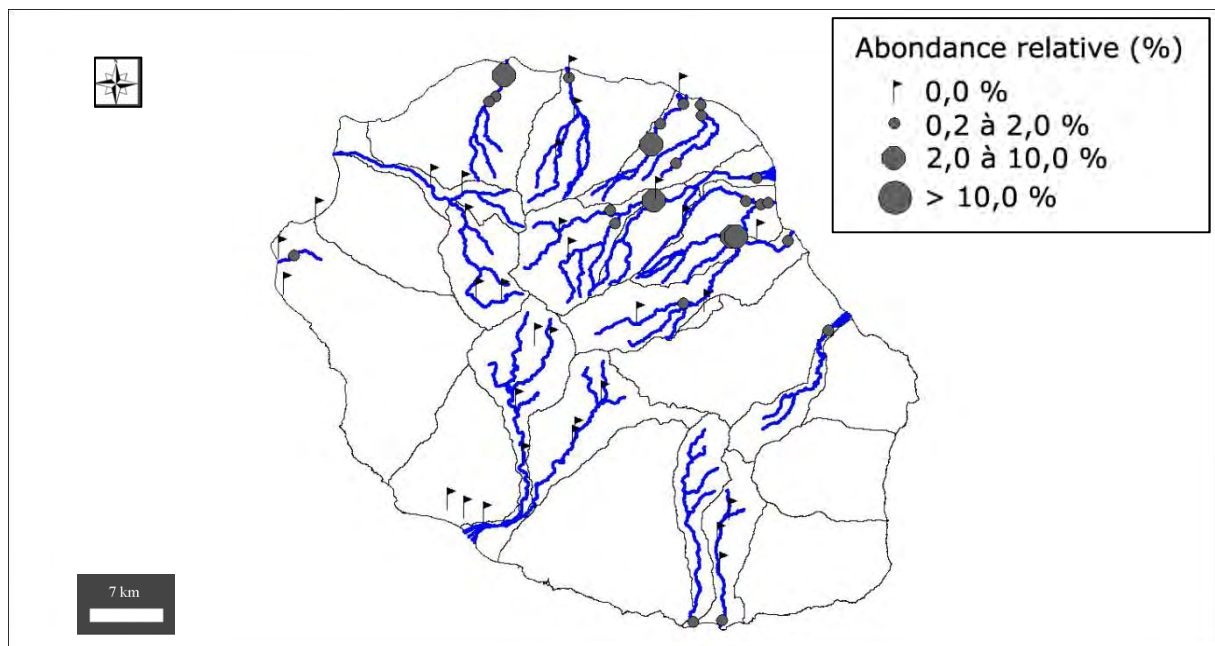 Abondance relative (%)
0,0 %
0,2 à 2,0 %
2,0 à 10,0 %
> 10,0 %
7 km